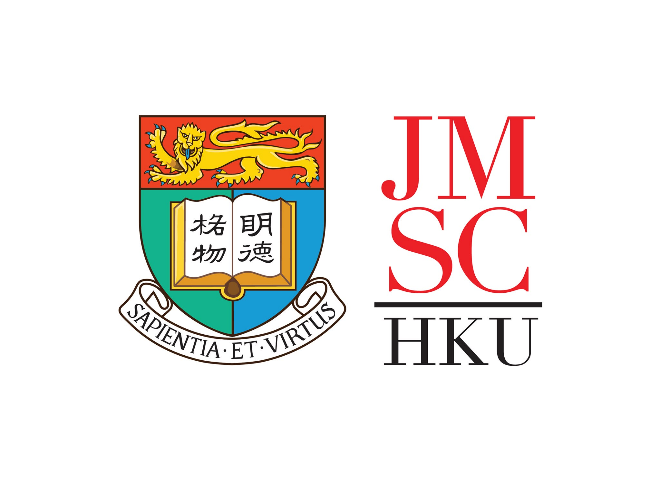 明德
格物
SAPIENTIA·ET·VIRTUS
JM
SC
HKU